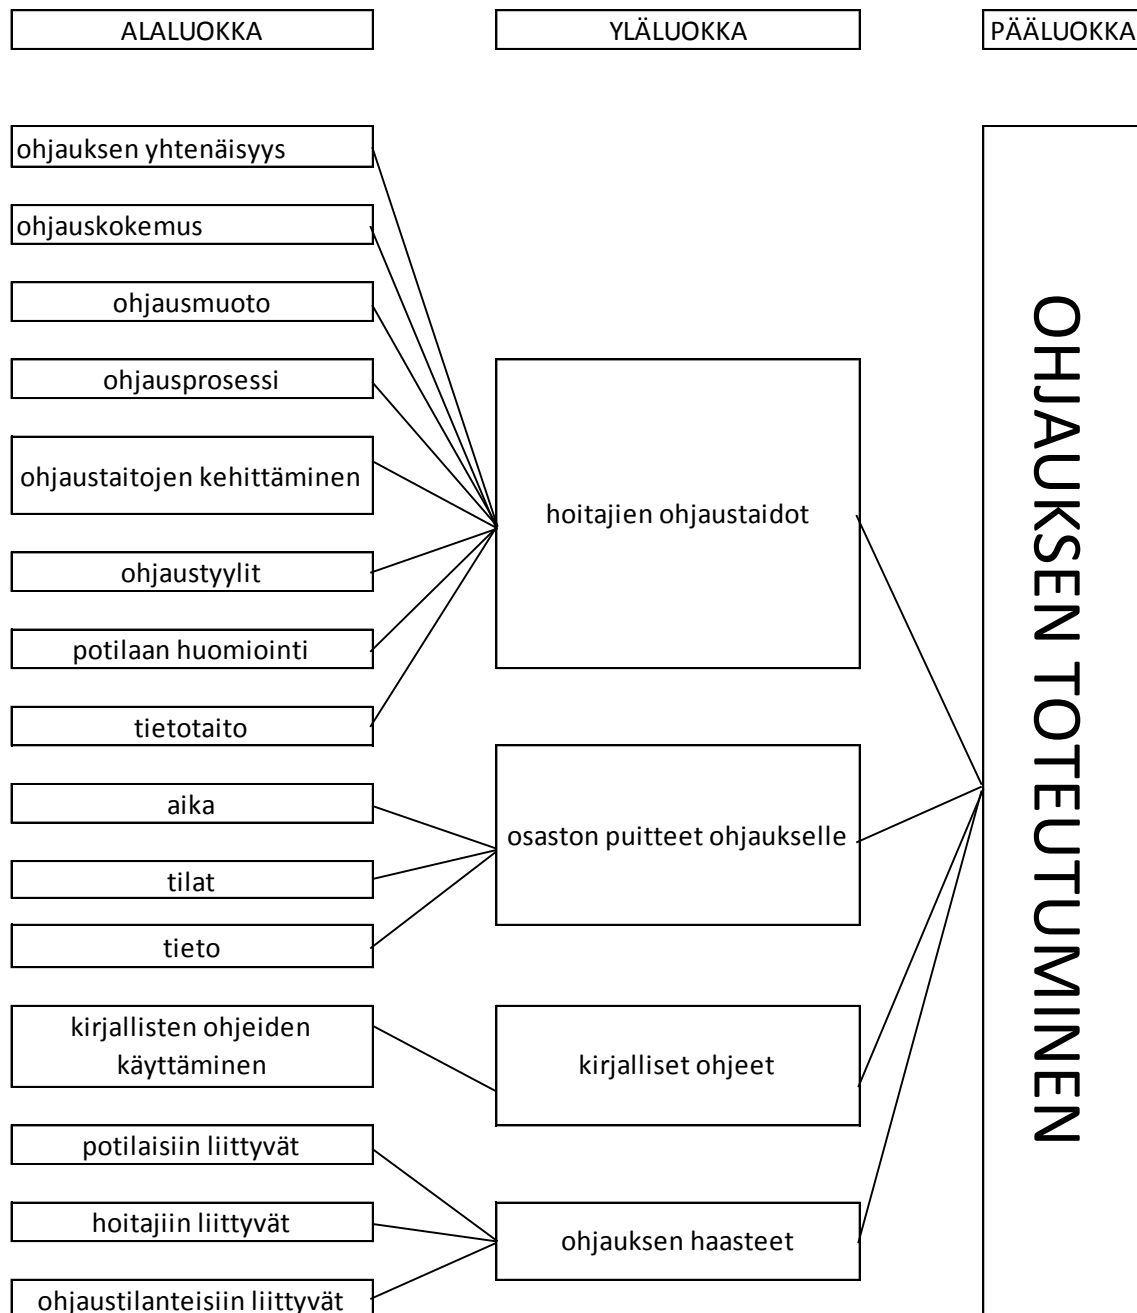 ALALUOKKA
YLÄLUOKKA
PÄÄLUOKKA
ohjauksen yhtenäisyys
ohjauskokemus
ohjausmuoto
ohjausprosessi
ohjaustaitojen kehittäminen
ohjaustyylit
potilaan huomiointi
tietotaito
aika
tilat
tieto
kirjallisten ohjeiden
käyttäminen
potilaisiin liittyvät
hoitajiin liittyvät
ohjaustilanteisiin liittyvät
hoitajien ohjaustaidot
osaston puitteet ohjaukselle
kirjalliset ohjeet
ohjauksen haasteet
OHJAUKSEN TOTEUTUMINEN